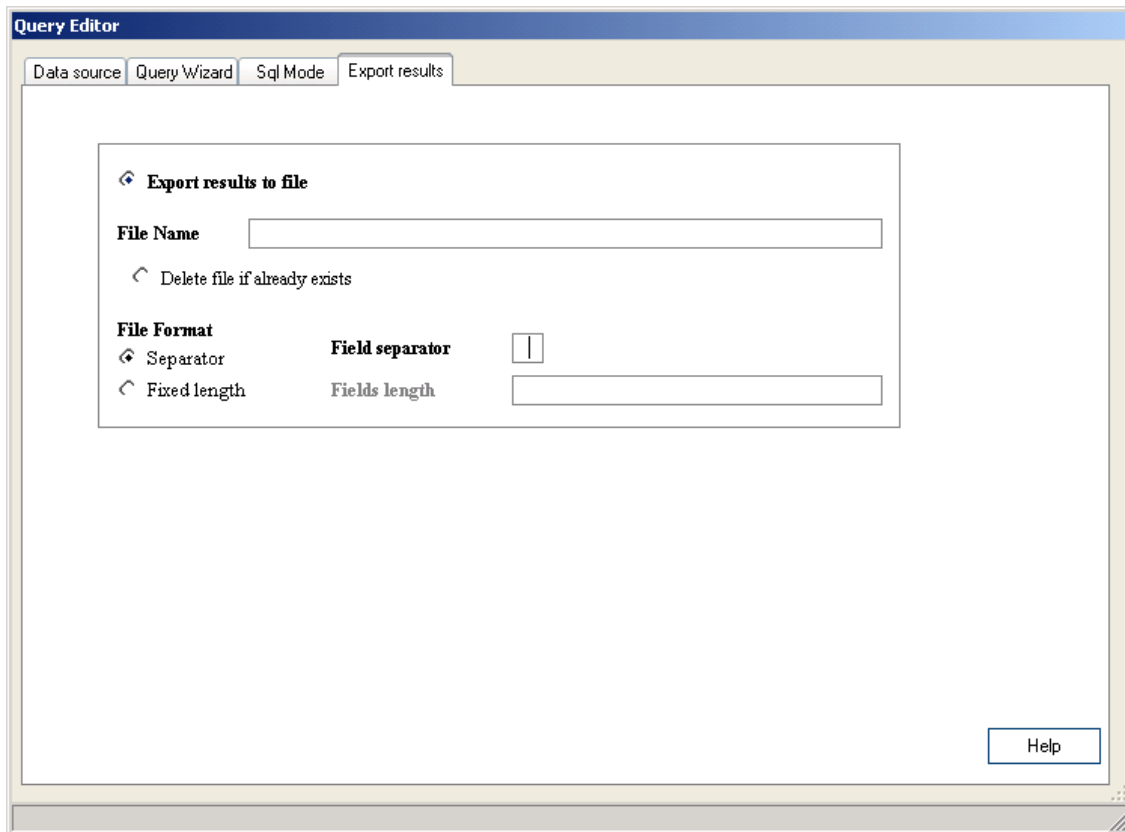 Query Editor
Data source Query Wizard Sql Mode Export results
Export results to file
File Name
Delete file if already exists
File Format
Field separator |
Separator
Fixed length Fields length
Help